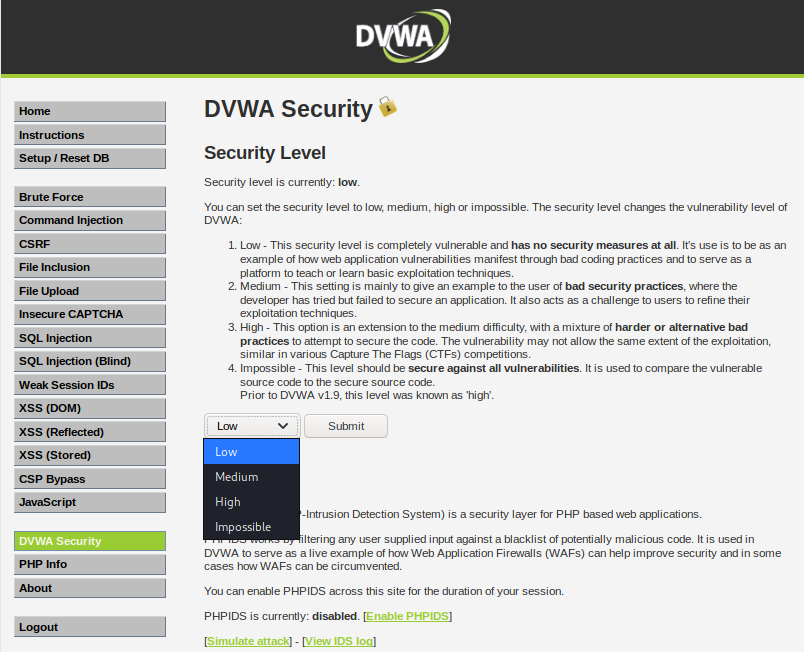 DVWA
Home
Instructions
Setup / Reset DB
Brute Force
Command Injection
CSRF
File Inclusion
File Upload
Insecure CAPTCHA
SQL Injection
SQL Injection (Blind)
Weak Session IDs
XSS (DOM)
XSS (Reflected)
XSS (Stored)
CSP Bypass
JavaScript
DVWA Security
PHP Info
About
Logout
DVWA Security
Security Level
Security level is currently: low.
You can set the security level to low, medium, high or impossible. The security level changes the vulnerability level of
DVWA:
1. Low - This security level is completely vulnerable and has no security measures at all. It's use is to be as an
example of how web application vulnerabilities manifest through bad coding practices and to serve as a
platform to teach or learn basic exploitation techniques.
2. Medium - This setting is mainly to give an example to the user of bad security practices, where the
developer has tried but failed to secure an application. It also acts as a challenge to users to refine their
exploitation techniques.
3. High - This option is an extension to the medium difficulty, with a mixture of harder or alternative bad
practices to attempt to secure the code. The vulnerability may not allow the same extent of the exploitation,
similar in various Capture The Flags (CTFs) competitions.
4. Impossible - This level should be secure against all vulnerabilities. It is used to compare the vulnerable
source code to the secure source code.
Prior to DVWA v1.9, this level was known as 'high'.
Low Submit
Low
Medium
High
Impossible
P-Intrusion Detection System) is a security layer for PHP based web applications.
PHPIDS works by filtering any user supplied input against a blacklist of potentially malicious code. It is used in
DVWA to serve as a live example of how Web Application Firewalls (WAFs) can help improve security and in some
cases how WAFs can be circumvented.
You can enable PHPIDS across this site for the duration of your session.
PHPIDS is currently: disabled. [Enable PHPIDS]
[Simulate attack] - [View IDS log]